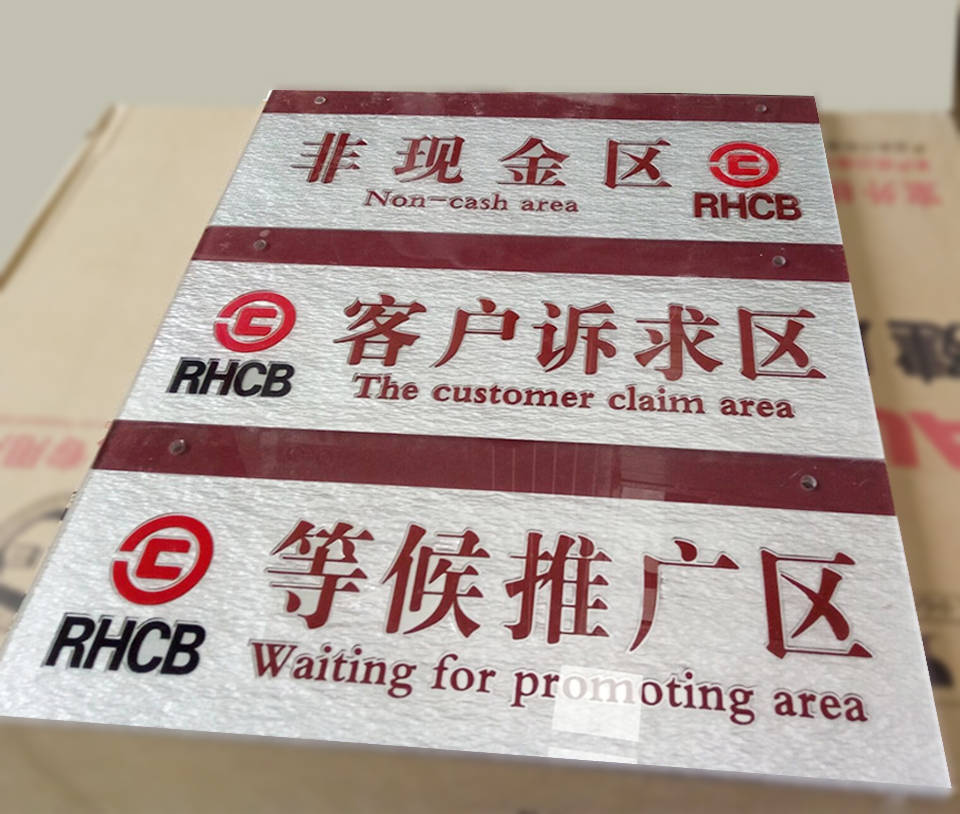 非现金区
Non-cash area
RHCB
客户诉求区
The customer claim area
RHCB
等候推广区
Waiting for promoting area
RHCB